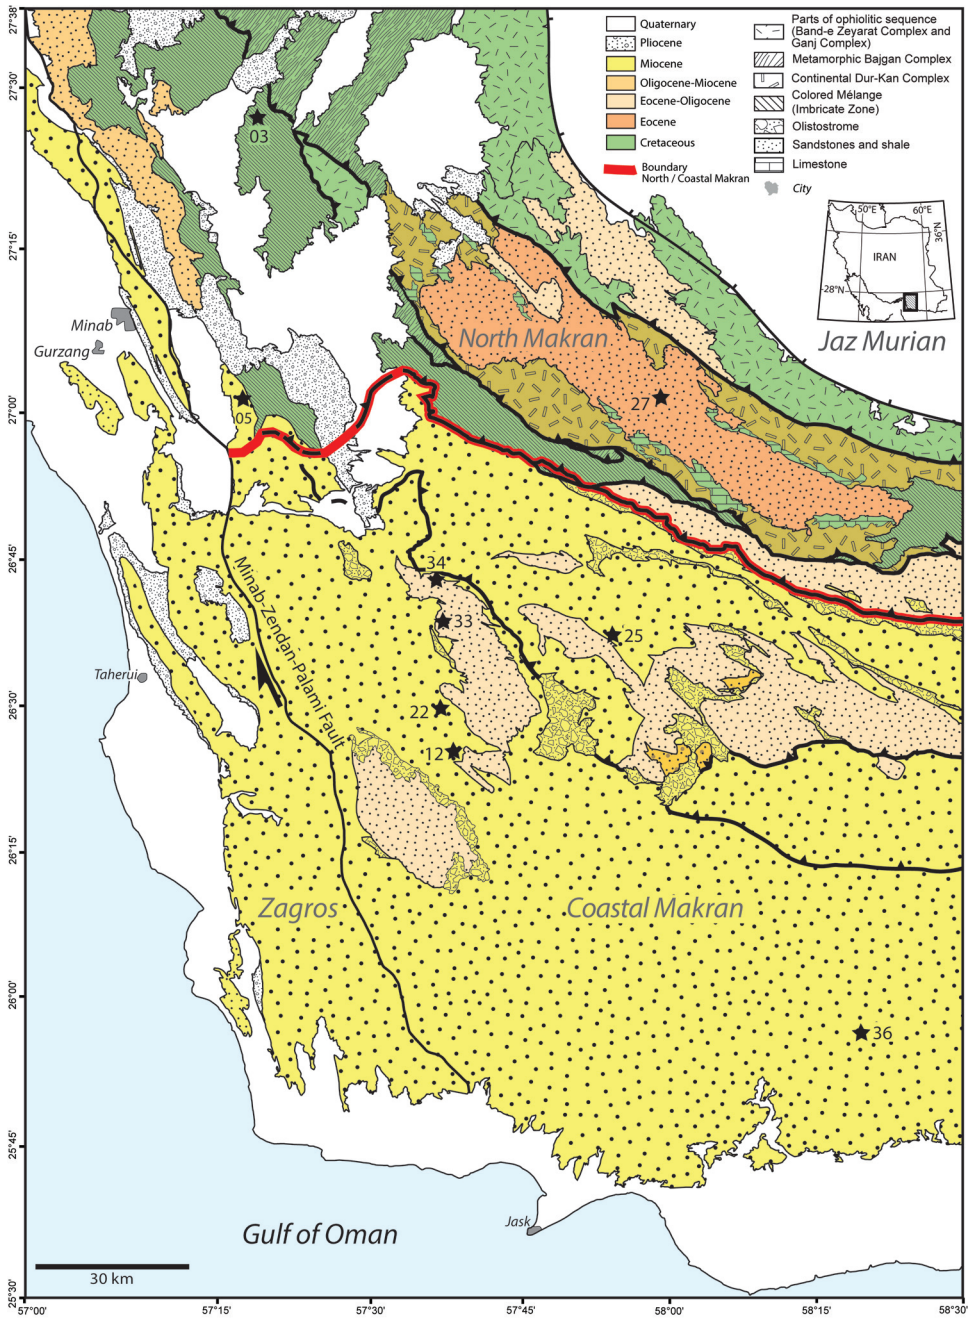 27°38'
27°30'
27°15'
27°00'
26°45'
26°30'
26°15'
26°00'
25°45'
25°30'
57°00'
57°15'
57°30'
57°45'
58°00'
58°15'
58°30'
Quaternary
Pliocene
Miocene
Oligocene-Miocene
Eocene-Oligocene
Eocene
Cretaceous
Boundary
North / Coastal Makran
Parts of ophiolitic sequence
(Band-e Zeyarat Complex and
Ganj Complex)
Metamorphic Bajgan Complex
Continental Dur-Kan Complex
Colored Mélange
(Imbricate Zone)
Olistostrome
Sandstones and shale
Limestone
City
50°E
60°E
36°N
IRAN
28°N
Jaz Murian
03
North Makran
Minab
Gurzang
05
27
34
33
25
Minab-Zendan-Palami Fault
Taherui
22
12
Zagros
Coastal Makran
36
Jask
Gulf of Oman
30 km